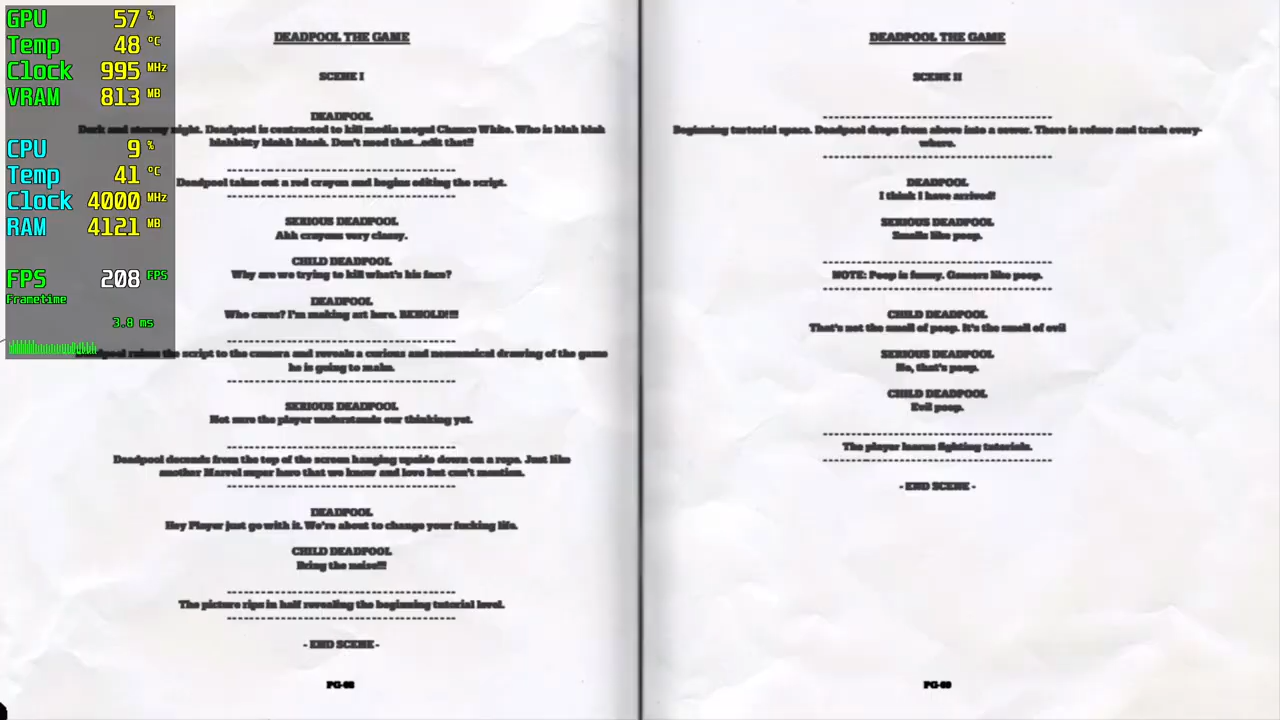 GPU 57 %
Temp 48 °C
Clock 995 MHz
VRAM 813 MB
CPU 9 %
Temp 41 °C
Clock 4000 MHz
RAM 4121 MB
FPS 208 FPS
Frametime
3.8 ms
DEADPOOL THE GAME
SCENE I
DEADPOOL
Dark and stormy night. Deadpool is contracted to kill media mogul Chance White. Who is blah blah
blabbity blahh blaah. Don't need that...edit that!!
Deadpool takes out a red crayon and begins editing the script.
SERIOUS DEADPOOL
Ahh crayons very classy.
CHILD DEADPOOL
Why are we trying to kill what's his face?
DEADPOOL
Who cares? I'm making art here. BEHOLD!!!!
raises the script to the camera and reveals a curious and nonsensical drawing of the game
he is going to make.
SERIOUS DEADPOOL
Not sure the player understands our thinking yet.
Deadpool decends from the top of the screen hanging upside down on a rope. Just like
another Marvel super hero that we know and love but can't mention.
DEADPOOL
Hey Player just go with it. We're about to change your fucking life.
CHILD DEADPOOL
Bring the noise!!!
The picture rips in half revealing the beginning tutorial level.
- END SCENE -
PG-68
DEADPOOL THE GAME
SCENE II
Beginning turtorial space. Deadpool drops from above into a sewer. There is refuse and trash every-
where.
DEADPOOL
I think I have arrived!
SERIOUS DEADPOOL
Smells like poop.
NOTE: Poop is funny. Gamers like poop.
CHILD DEADPOOL
That's not the smell of poop. It's the smell of evil
SERIOUS DEADPOOL
No, that's poop.
CHILD DEADPOOL
Evil poop.
The player learns fighting tutorials.
- END SCENE -
PG-69